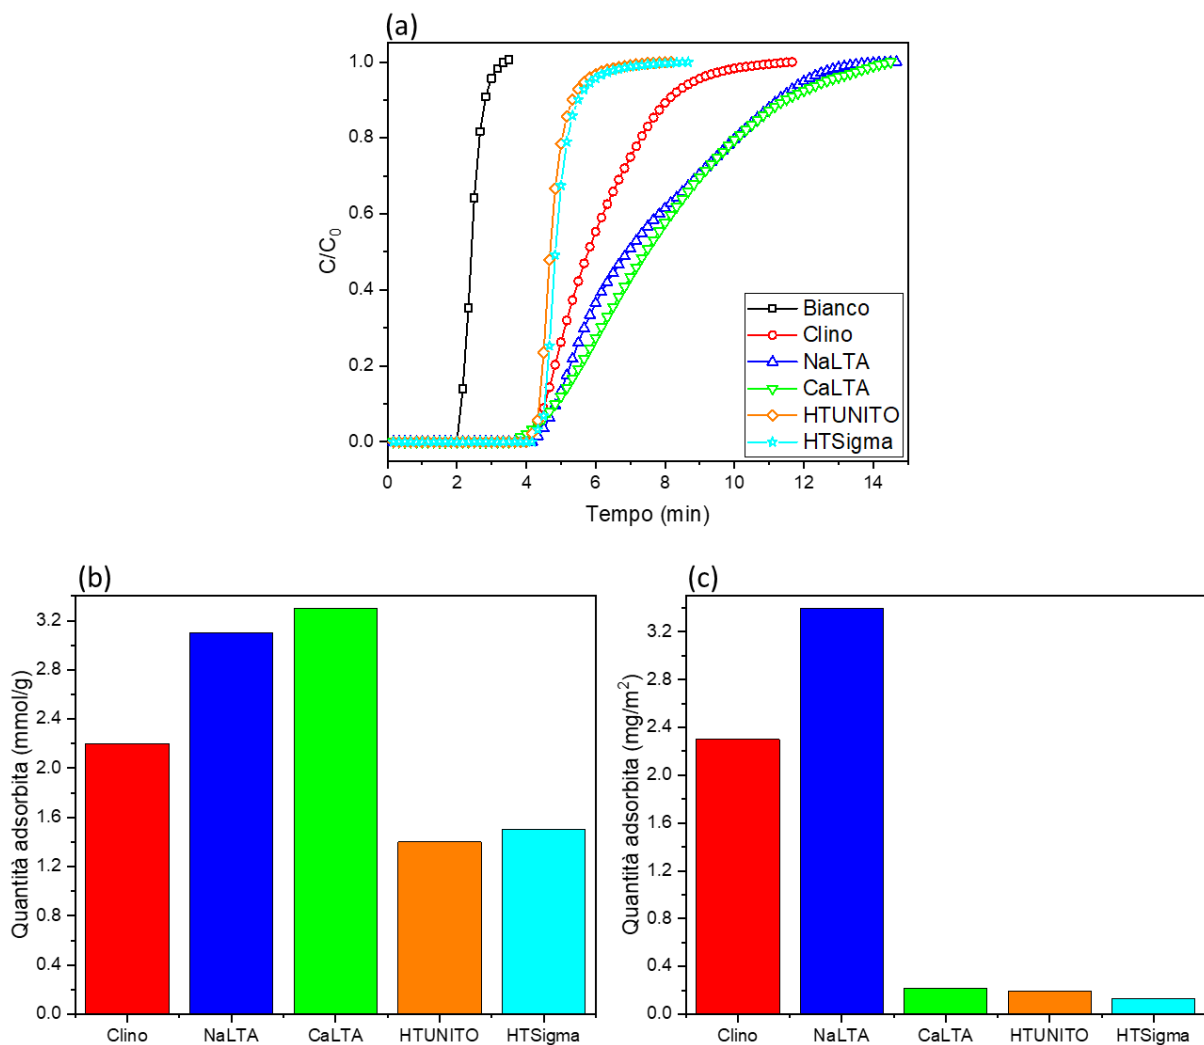 (a)
1.0
0.8
0.6
0.4
0.2
0.0
C/C0
0 2 4 6 8 10 12 14
Tempo (min)
Bianco
Clino
NaLTA
CaLTA
HTUNITO
HTSigma
(b)
3.2
2.8
2.4
2.0
1.6
1.2
0.8
0.4
0.0
Quantità adsorbita (mmol/g)
Clino NaLTA CaLTA HTUNITO HTSigma
(c)
3.2
2.8
2.4
2.0
1.6
1.2
0.8
0.4
0.0
Quantità adsorbita (mg/m²)
Clino NaLTA CaLTA HTUNITO HTSigma